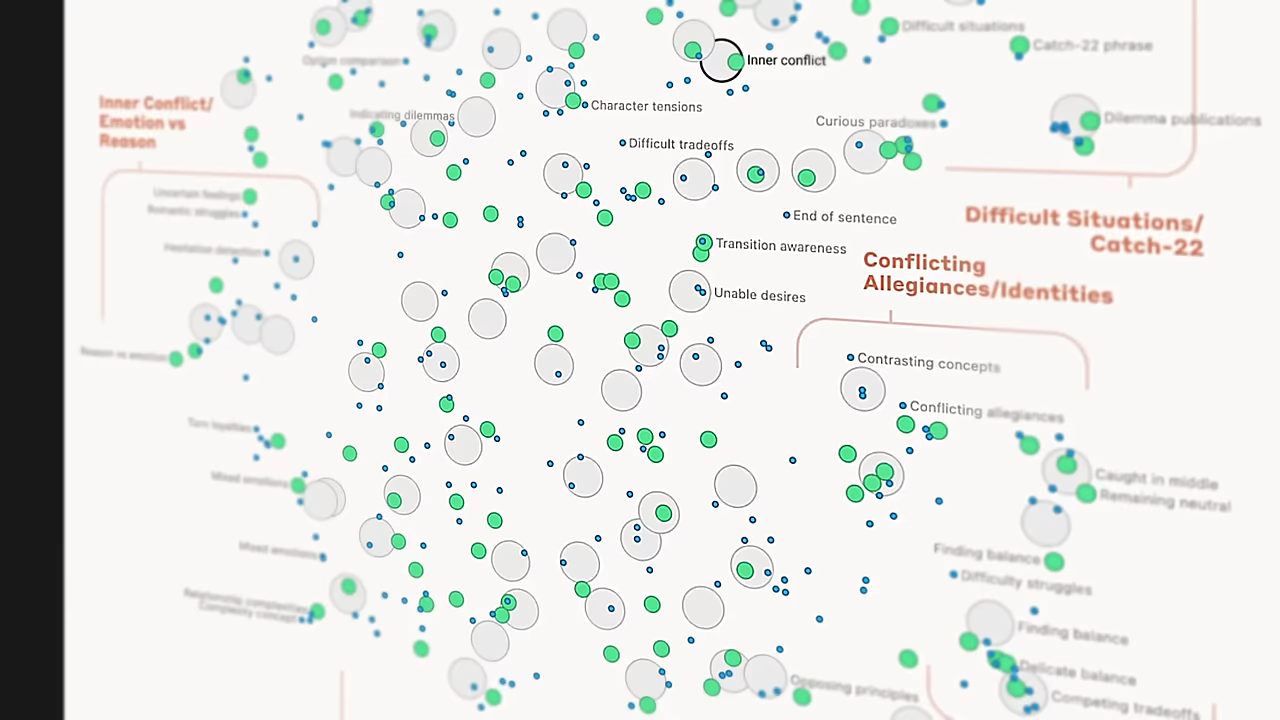 Difficult situations
Catch-22 phrase
Option comparison
Inner conflict
Inner Conflict/
Emotion vs
Reason
Character tensions
Indicating dilemmas
Curious paradoxes
Dilemma publications
Difficult tradeoffs
Uncertain feelings
Romantic struggles
End of sentence
Difficult Situations/
Catch-22
Hesitation detection
Transition awareness
Conflicting
Allegiances/Identities
Unable desires
Reason vs emotion
Contrasting concepts
Conflicting allegiances
Torn loyalties
Caught in middle
Remaining neutral
Mixed emotions
Mixed emotions
Finding balance
Difficulty struggles
Relationship complexities
Complexity concept
Finding balance
Delicate balance
Opposing principles
Competing tradeoffs